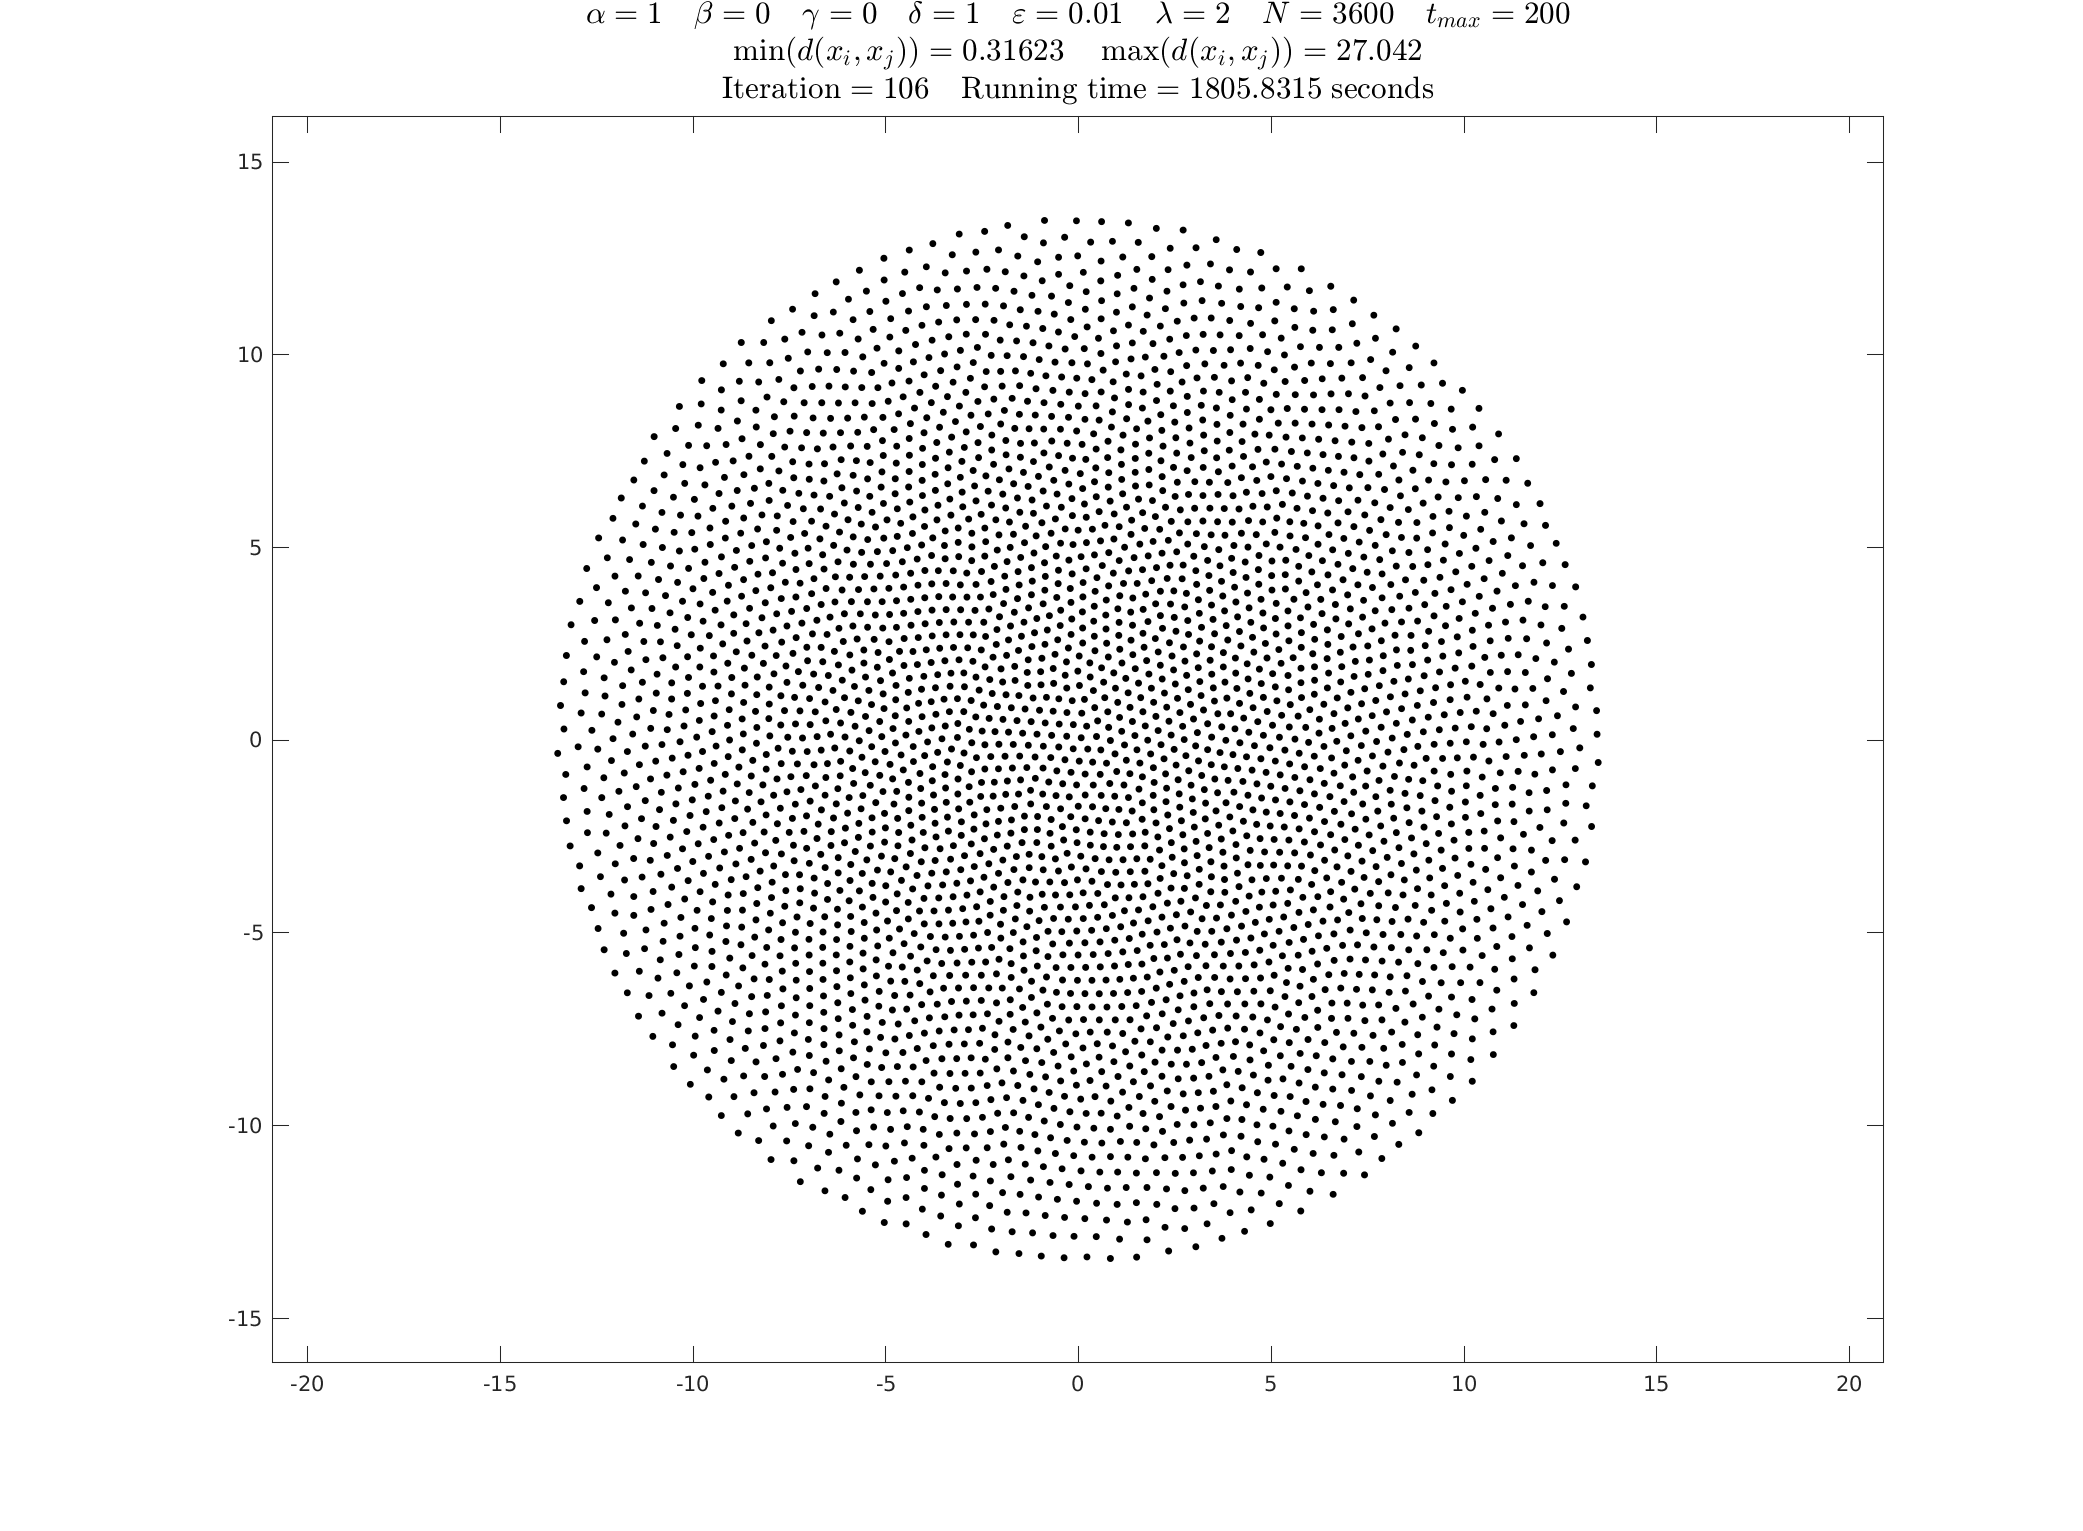 α = 1 β = 0 γ = 0 δ = 1 ε = 0.01 λ = 2 N = 3600 t_max = 200
min(d(x_i, x_j)) = 0.31623 max(d(x_i, x_j)) = 27.042
Iteration = 106 Running time = 1805.8315 seconds
15
10
5
0
-5
-10
-15
-20 -15 -10 -5 0 5 10 15 20